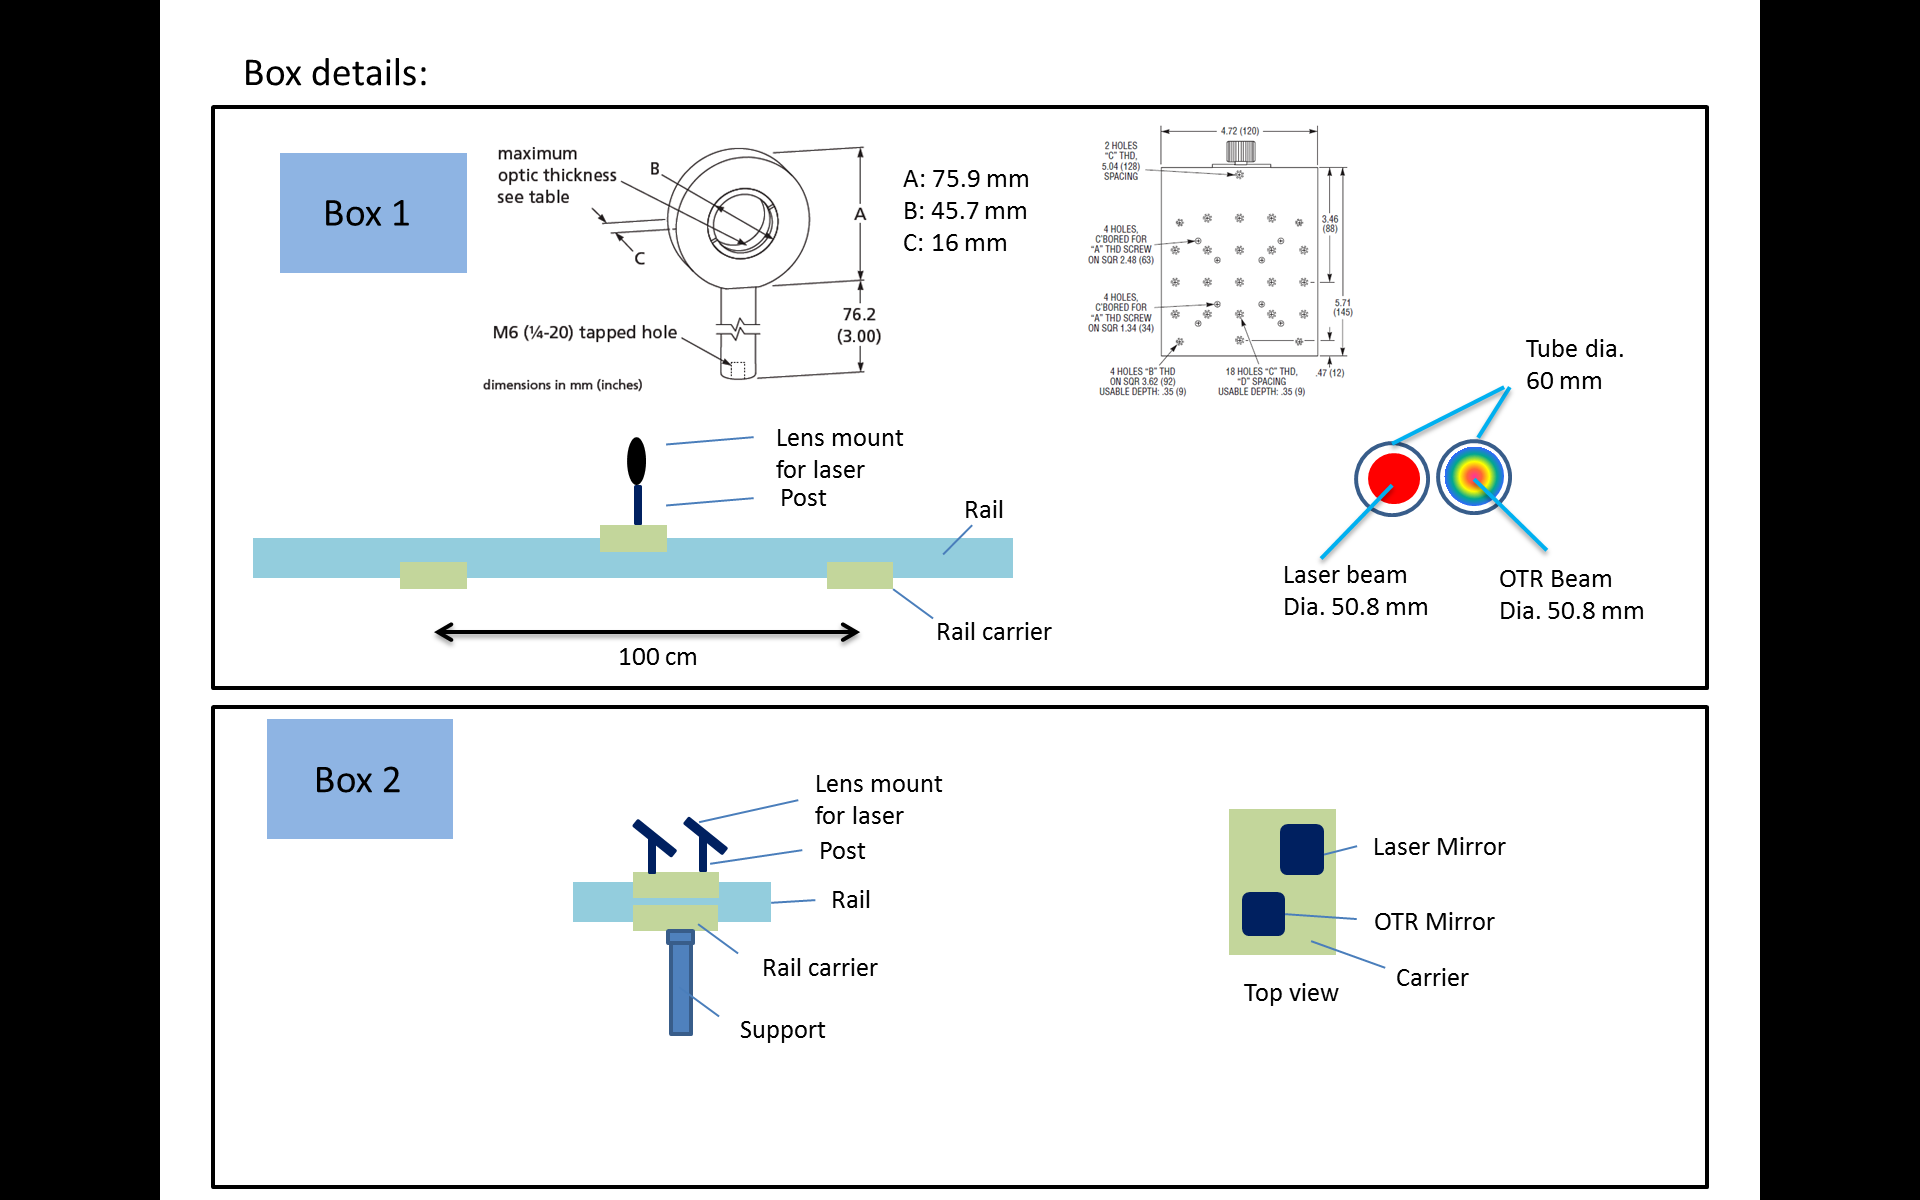 Box details:
Box 1
maximum
optic thickness
see table
B
A
C
M6 (¼-20) tapped hole
76.2
(3.00)
dimensions in mm (inches)
A: 75.9 mm
B: 45.7 mm
C: 16 mm
4.72 (120)
2 HOLES
“C” THD,
5.04 (128)
SPACING
4 HOLES,
C'BORED FOR
“A” THD SCREW
ON SQR 2.48 (63)
4 HOLES,
C'BORED FOR
“A” THD SCREW
ON SQR 1.34 (34)
3.46
(88)
5.71
(145)
4 HOLES “B” THD
ON SQR 3.62 (92)
USABLE DEPTH: .35 (9)
18 HOLES “C” THD,
“D” SPACING
USABLE DEPTH: .35 (9)
.47 (12)
Tube dia.
60 mm
Lens mount
for laser
Post
Rail
Rail carrier
100 cm
Laser beam
Dia. 50.8 mm
OTR Beam
Dia. 50.8 mm
Box 2
Lens mount
for laser
Post
Rail
Rail carrier
Support
Laser Mirror
OTR Mirror
Carrier
Top view